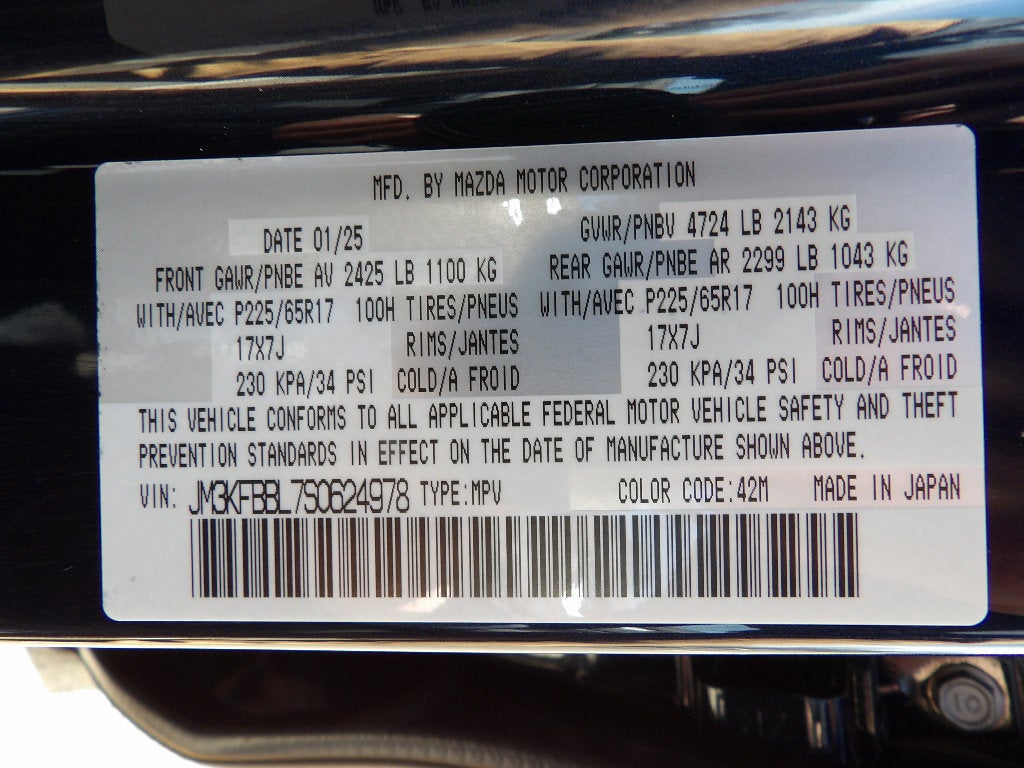 MFD. BY MAZDA MOTOR CORPORATION
DATE 01/25 GVWR/PNBV 4724 LB 2143 KG
FRONT GAWR/PNBE AV 2425 LB 1100 KG REAR GAWR/PNBE AR 2299 LB 1043 KG
WITH/AVEC P225/65R17 100H TIRES/PNEUS WITH/AVEC P225/65R17 100H TIRES/PNEUS
17X7J RIMS/JANTES 17X7J RIMS/JANTES
230 KPA/34 PSI COLD/A FROID 230 KPA/34 PSI COLD/A FROID
THIS VEHICLE CONFORMS TO ALL APPLICABLE FEDERAL MOTOR VEHICLE SAFETY AND THEFT
PREVENTION STANDARDS IN EFFECT ON THE DATE OF MANUFACTURE SHOWN ABOVE.
VIN: JM3KFBBL7S0624978 TYPE:MPV COLOR CODE:42M MADE IN JAPAN
10